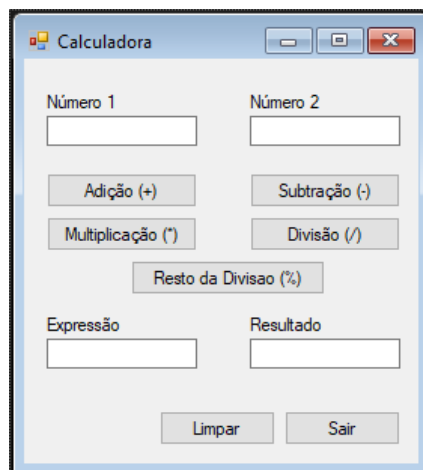 Calculadora
Número 1 Número 2
Adição (+) Subtração (-)
Multiplicação (*) Divisão (/)
Resto da Divisao (%)
Expressão Resultado
Limpar Sair